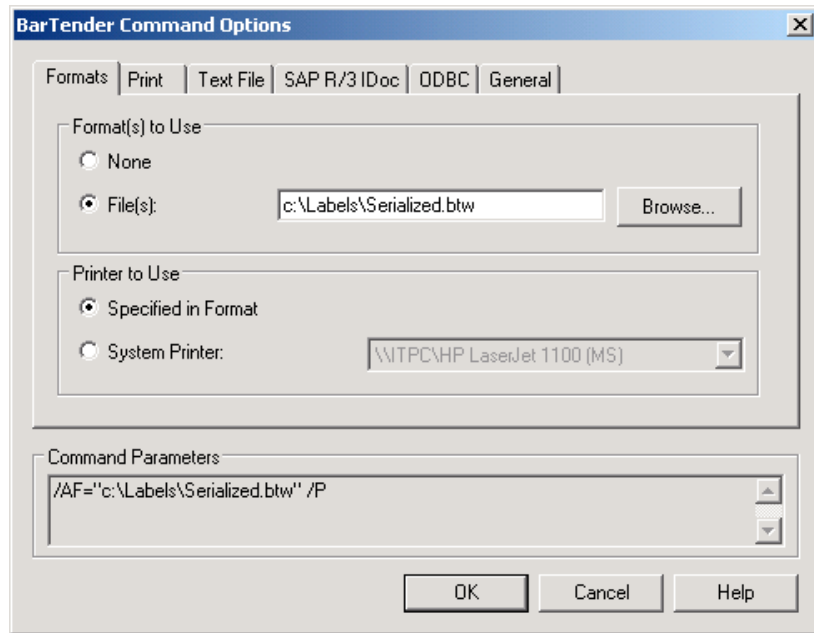 BarTender Command Options
Formats Print Text File SAP R/3 IDoc ODBC General
Format(s) to Use
None
File(s): c:\Labels\Serialized.btw Browse...
Printer to Use
Specified in Format
System Printer: \\ITPC\HP LaserJet 1100 (MS)
Command Parameters
/AF="c:\Labels\Serialized.btw" /P
OK Cancel Help